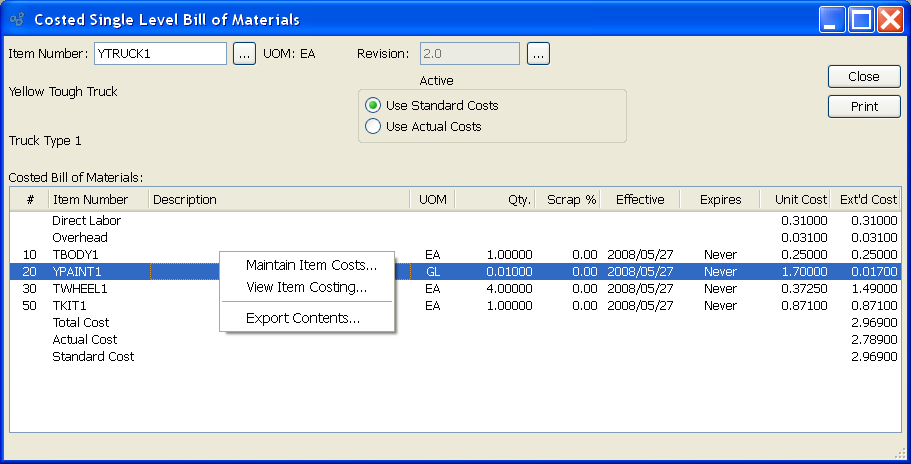 Costed Single Level Bill of Materials
Item Number: YTRUCK1 ... UOM: EA Revision: 2.0 ...
Close
Active
Yellow Tough Truck
Use Standard Costs
Print
Use Actual Costs
Truck Type 1
Costed Bill of Materials:
# Item Number Description UOM Qty. Scrap % Effective Expires Unit Cost Ext'd Cost
Direct Labor 0.31000 0.31000
Overhead 0.03100 0.03100
10 TBODY1 EA 1.00000 0.00 2008/05/27 Never 0.25000 0.25000
20 YPAINT1 GL 0.01000 0.00 2008/05/27 Never 1.70000 0.01700
30 TWHEEL1 EA 4.00000 0.00 2008/05/27 Never 0.37250 1.49000
50 TKIT1 EA 1.00000 0.00 2008/05/27 Never 0.87100 0.87100
Total Cost 2.96900
Actual Cost 2.78900
Standard Cost 2.96900
Maintain Item Costs...
View Item Costing...
Export Contents...